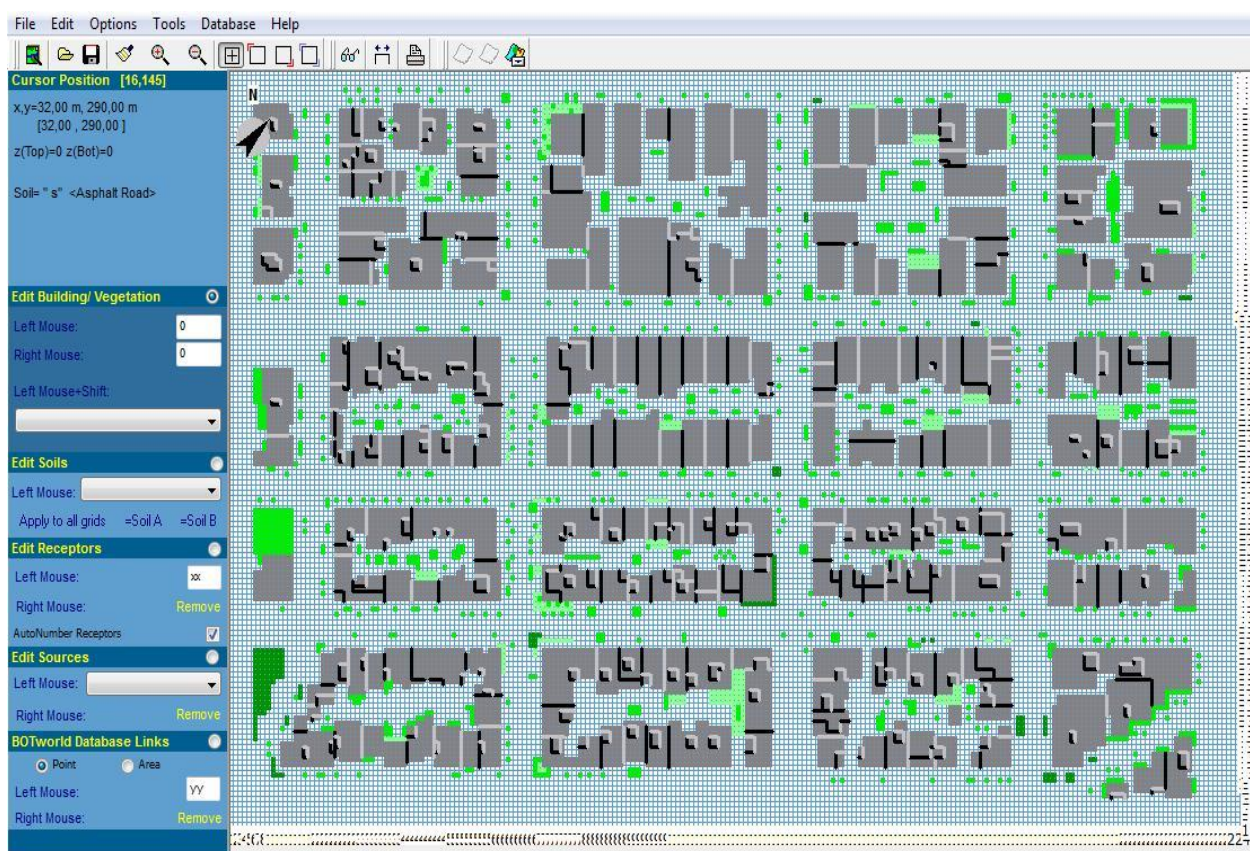 File Edit Options Tools Database Help
Cursor Position [16,145]
x,y=32,00 m, 290,00 m
[32,00 , 290,00 ]
z(Top)=0 z(Bot)=0
Soil= " s" <Asphalt Road>
Edit Building/ Vegetation
Left Mouse: 0
Right Mouse: 0
Left Mouse+Shift:
Edit Soils
Left Mouse:
Apply to all grids =Soil A =Soil B
Edit Receptors
Left Mouse: xx
Right Mouse: Remove
AutoNumber Receptors
Edit Sources
Left Mouse:
Right Mouse: Remove
BOTworld Database Links
Point Area
Left Mouse: YY
Right Mouse: Remove
N